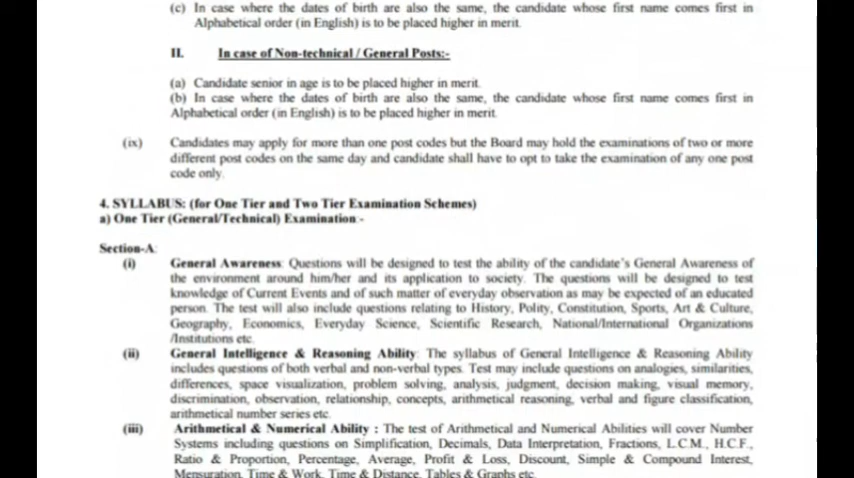 (c) In case where the dates of birth are also the same, the candidate whose first name comes first in
Alphabetical order (in English) is to be placed higher in merit.
II. In case of Non-technical / General Posts:-
(a) Candidate senior in age is to be placed higher in merit.
(b) In case where the dates of birth are also the same, the candidate whose first name comes first in
Alphabetical order (in English) is to be placed higher in merit.
(ix) Candidates may apply for more than one post codes but the Board may hold the examinations of two or more
different post codes on the same day and candidate shall have to opt to take the examination of any one post
code only.
4. SYLLABUS: (for One Tier and Two Tier Examination Schemes)
a) One Tier (General/Technical) Examination:-
Section-A:
(i) General Awareness: Questions will be designed to test the ability of the candidate's General Awareness of
the environment around him/her and its application to society. The questions will be designed to test
knowledge of Current Events and of such matter of everyday observation as may be expected of an educated
person. The test will also include questions relating to History, Polity, Constitution, Sports, Art & Culture,
Geography, Economics, Everyday Science, Scientific Research, National/International Organizations
/Institutions etc.
(ii) General Intelligence & Reasoning Ability: The syllabus of General Intelligence & Reasoning Ability
includes questions of both verbal and non-verbal types. Test may include questions on analogies, similarities,
differences, space visualization, problem solving, analysis, judgment, decision making, visual memory,
discrimination, observation, relationship, concepts, arithmetical reasoning, verbal and figure classification,
arithmetical number series etc.
(iii) Arithmetical & Numerical Ability : The test of Arithmetical and Numerical Abilities will cover Number
Systems including questions on Simplification, Decimals, Data Interpretation, Fractions, L.C.M., H.C.F.,
Ratio & Proportion, Percentage, Average, Profit & Loss, Discount, Simple & Compound Interest,
Mensuration, Time & Work, Time & Distance, Tables & Graphs etc.